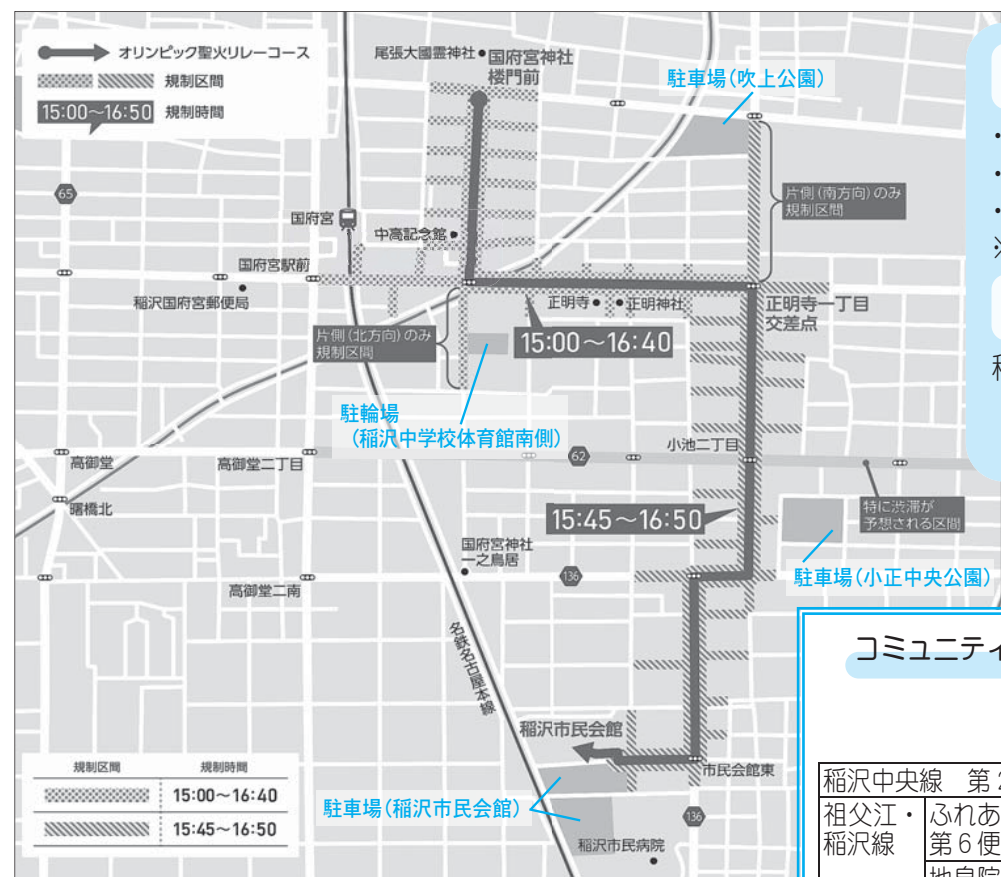 オリンピック聖火リレーコース
規制区間
15:00～16:50 規制時間
尾張大國霊神社
国府宮神社
楼門前
駐車場(吹上公園)
65
国府宮
中高記念館
片側(南方向)のみ
規制区間
国府宮駅前
稲沢国府宮郵便局
正明寺
正明神社
正明寺一丁目
交差点
片側(北方向)のみ
規制区間
15:00～16:40
駐輪場
(稲沢中学校体育館南側)
小池二丁目
高御堂
高御堂二丁目
62
曙橋北
15:45～16:50
特に渋滞が
予想される区間
国府宮神社
一之鳥居
136
駐車場(小正中央公園)
高御堂二南
名鉄名古屋本線
コミュニティ
稲沢市民会館
市民会館東
規制区間 規制時間
15:00～16:40
15:45～16:50
駐車場(稲沢市民会館)
136
稲沢市民病院
稲沢中央線 第2
祖父江・
稲沢線
ふれあ
第6便